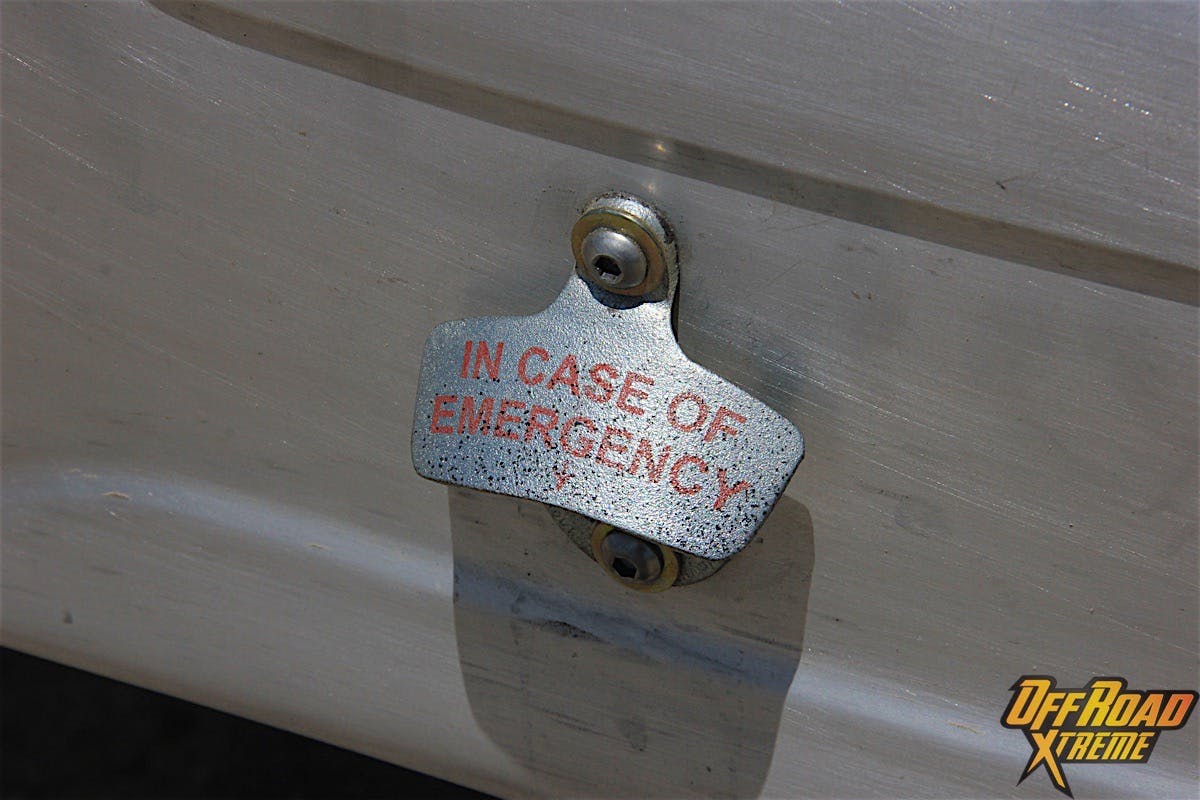 IN CASE OF
EMERGENCY
OFFROAD
XTREME